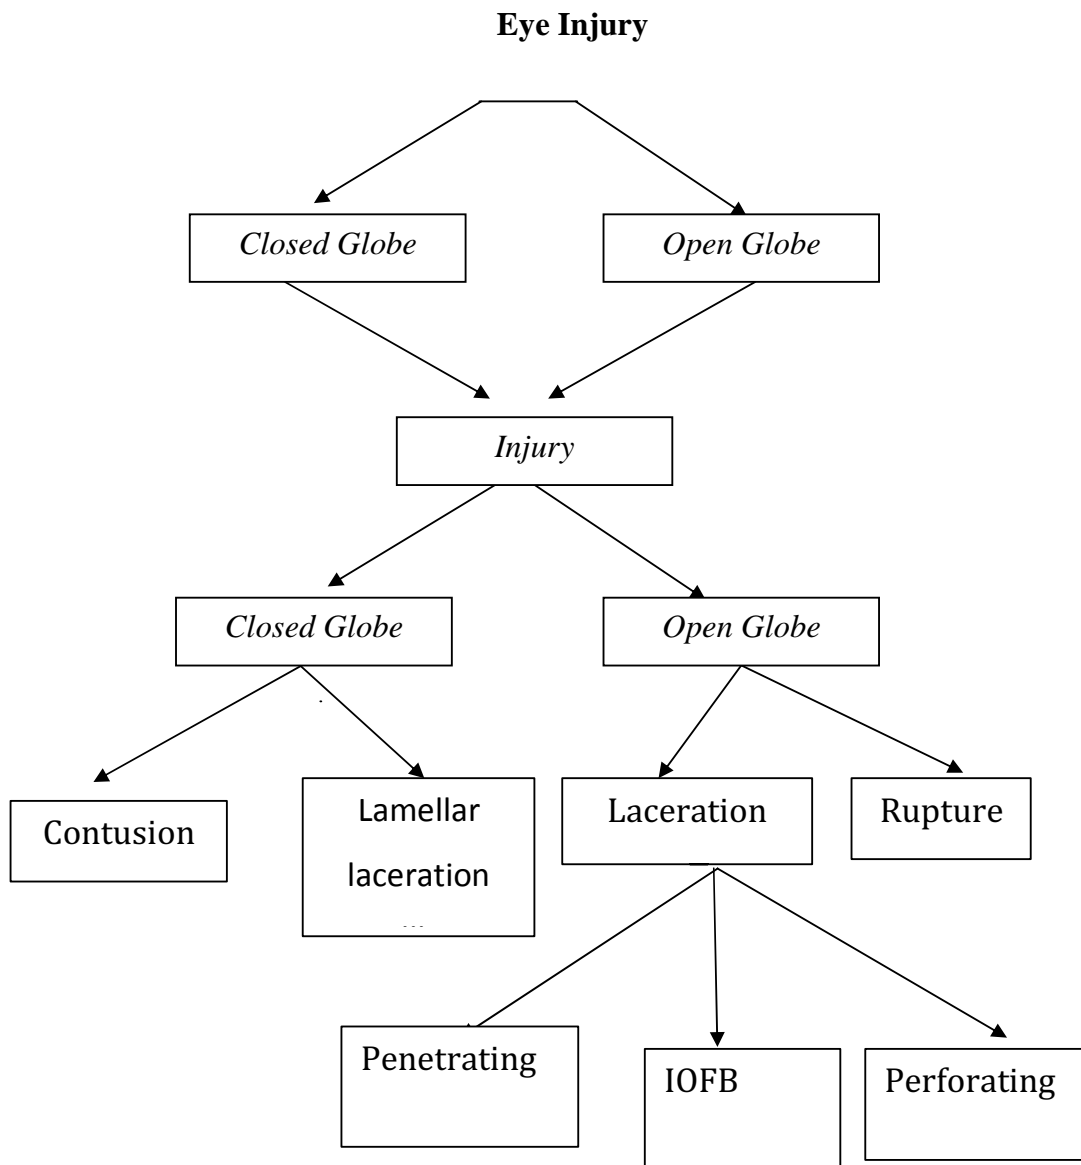 Eye Injury
Closed Globe
Open Globe
Injury
Closed Globe
Open Globe
Contusion
Lamellar
laceration
...
Laceration
Rupture
Penetrating
IOFB
Perforating